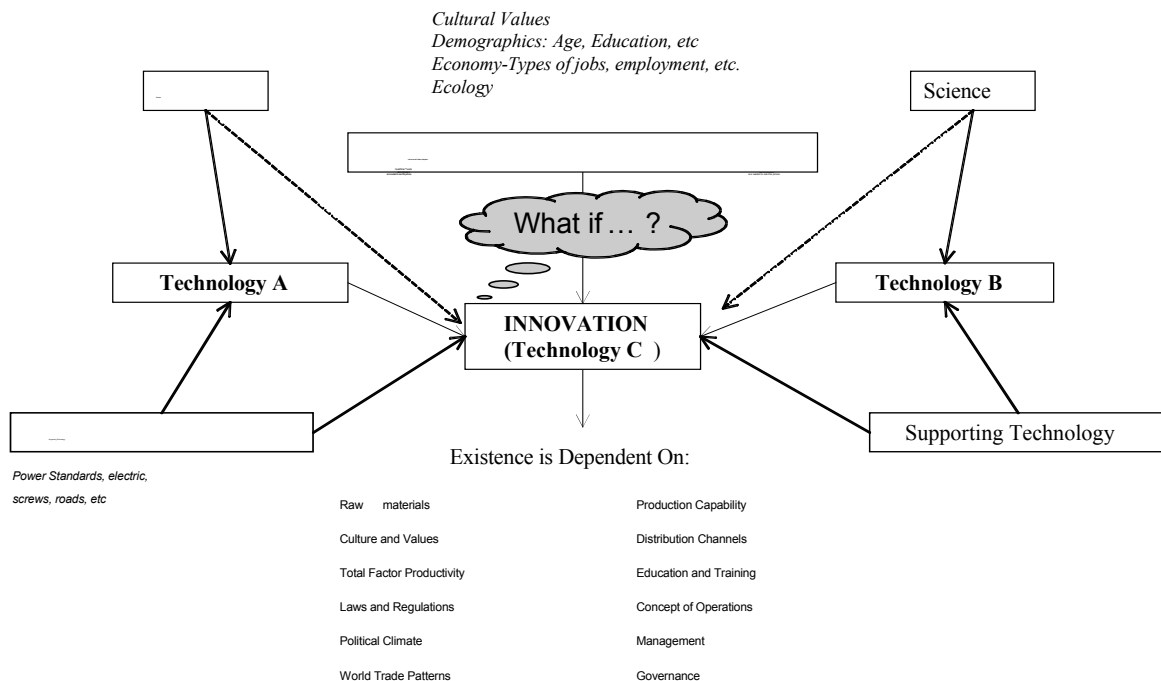 Cultural Values
Demographics: Age, Education, etc
Economy-Types of jobs, employment, etc.
Ecology
Science
What if ... ?
Technology A
Technology B
INNOVATION
(Technology C )
Supporting Technology
Existence is Dependent On:
Power Standards, electric,
screws, roads, etc
Raw materials
Production Capability
Culture and Values
Distribution Channels
Total Factor Productivity
Education and Training
Laws and Regulations
Concept of Operations
Political Climate
Management
World Trade Patterns
Governance